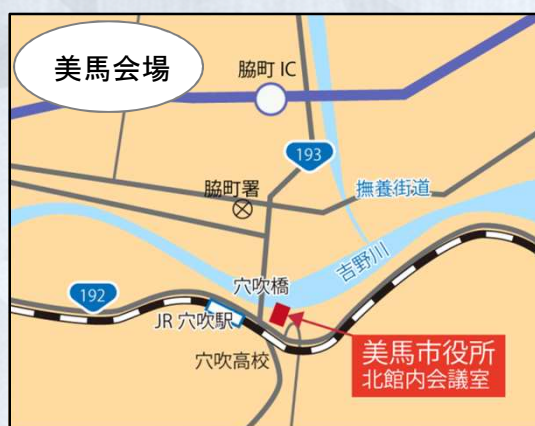 美馬会場
脇町 IC
193
脇町署
撫養街道
吉野川
穴吹橋
192
JR 穴吹駅
穴吹高校
美馬市役所
北館内会議室